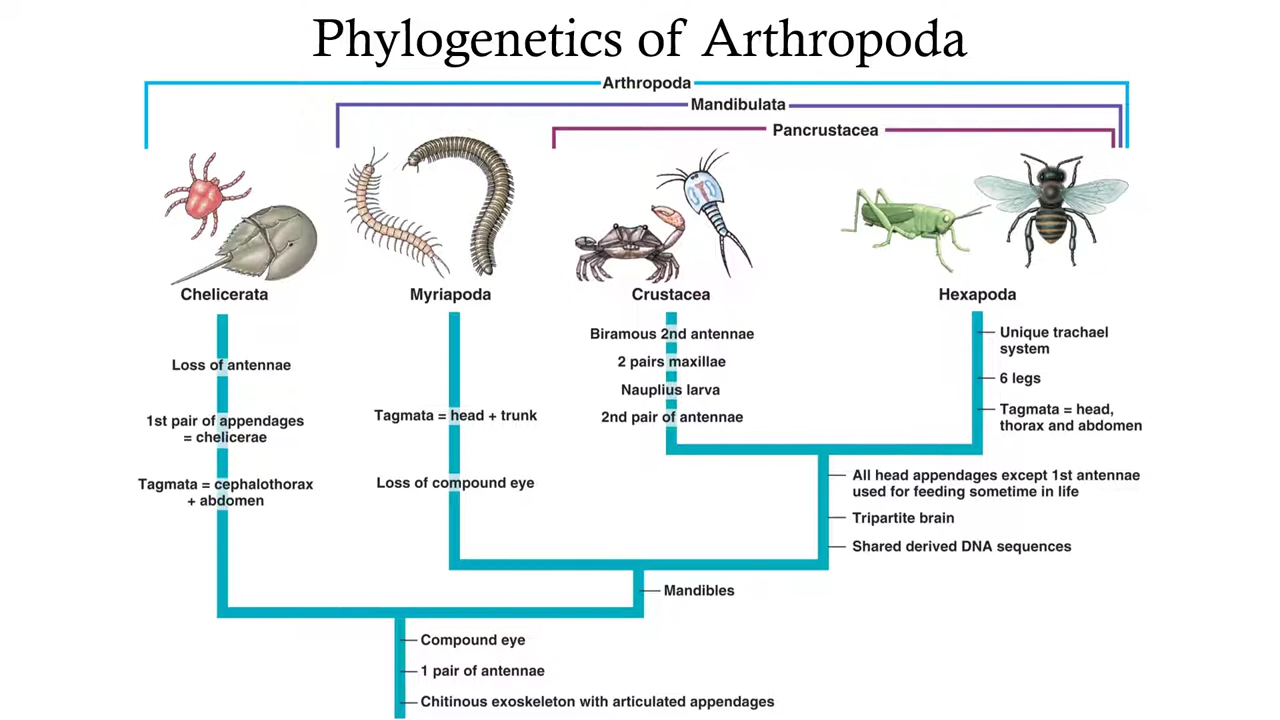 Phylogenetics of Arthropoda
Arthropoda
Mandibulata
Pancrustacea
Chelicerata
Myriapoda
Crustacea
Hexapoda
Loss of antennae
1st pair of appendages
= chelicerae
Tagmata = cephalothorax
+ abdomen
Tagmata = head + trunk
Loss of compound eye
Biramous 2nd antennae
2 pairs maxillae
Nauplius larva
2nd pair of antennae
Unique trachael
system
6 legs
Tagmata = head,
thorax and abdomen
All head appendages except 1st antennae
used for feeding sometime in life
Tripartite brain
Shared derived DNA sequences
Mandibles
Compound eye
1 pair of antennae
Chitinous exoskeleton with articulated appendages